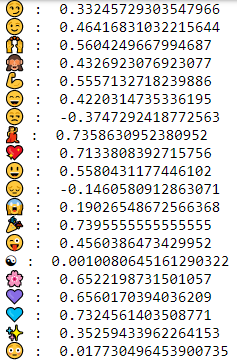 😏 : 0.33245729303547966
😉 : 0.46416831032215644
🙌 : 0.5604249667994687
🙈 : 0.4326923076923077
💪 : 0.5557132718239886
😄 : 0.4220314735336195
😒 : -0.3747292418772563
💃 : 0.7358630952380952
💖 : 0.7133808392715756
😃 : 0.5580431177446102
😔 : -0.1460580912863071
😱 : 0.19026548672566368
🎉 : 0.7395555555555555
😜 : 0.4560386473429952
☯ : 0.0010080645161290322
🌸 : 0.6522198731501057
💜 : 0.6560170394036209
💙 : 0.7324561403508771
✨ : 0.35259433962264153
😳 : 0.017730496453900735